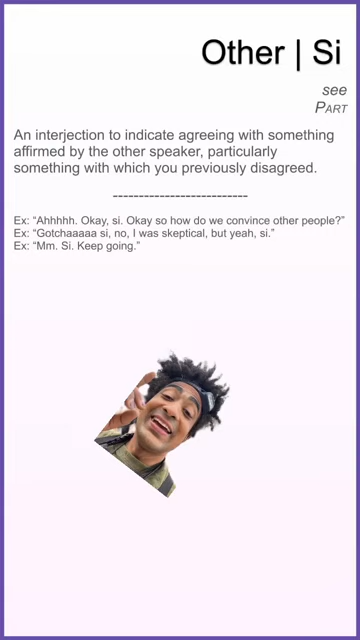 Other | Si
see
PART
An interjection to indicate agreeing with something
affirmed by the other speaker, particularly
something with which you previously disagreed.
--------------------------
Ex: “Ahhhhh. Okay, si. Okay so how do we convince other people?”
Ex: “Gotchaaaaa si, no, I was skeptical, but yeah, si.”
Ex: “Mm. Si. Keep going.”